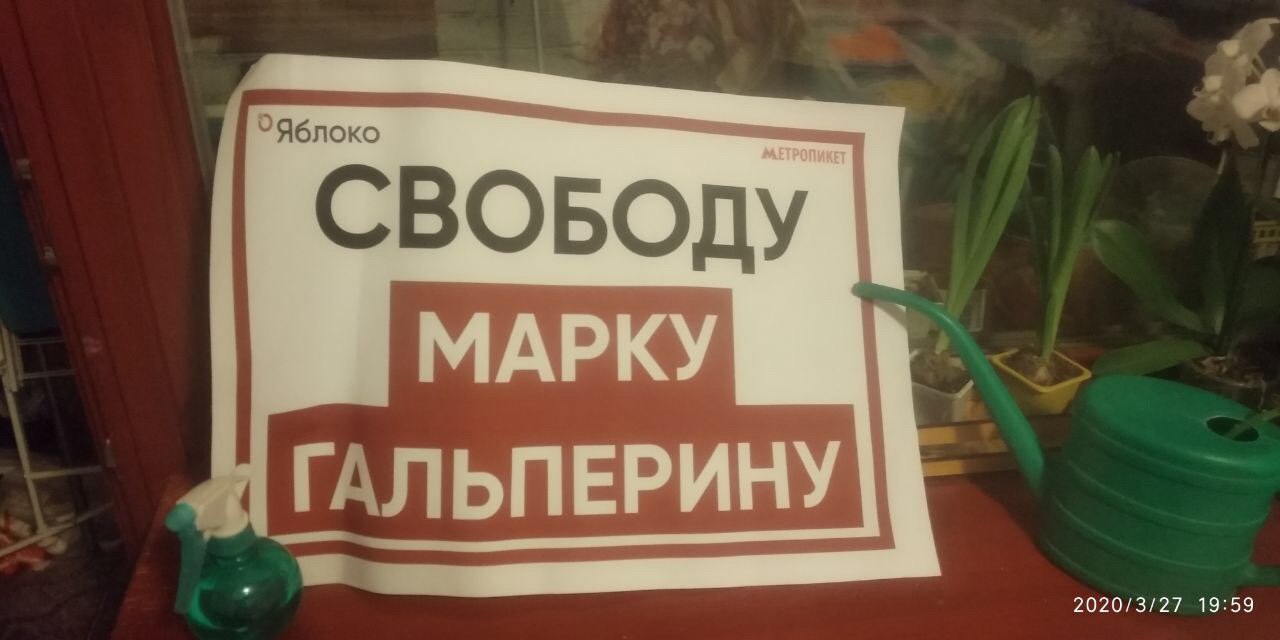 Яблоко
МЕТРОПИКЕТ
СВОБОДУ
МАРКУ
ГАЛЬПЕРИНУ
2020/3/27 19:59